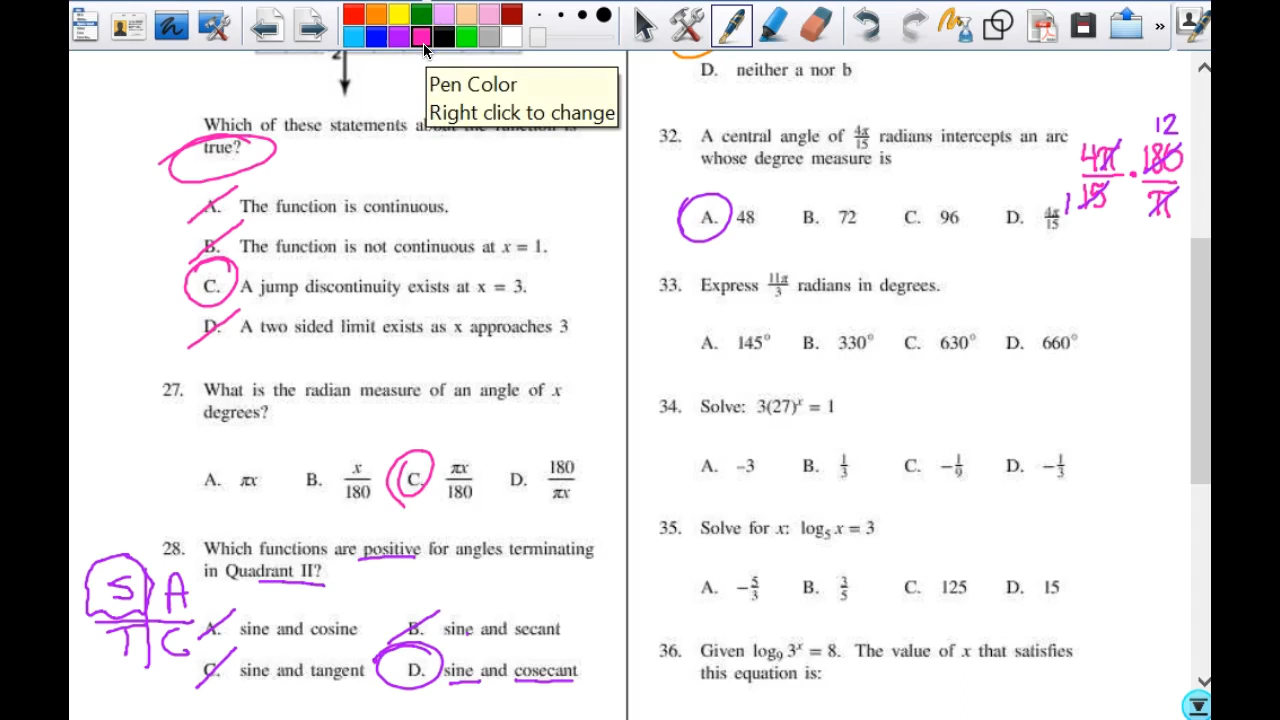 Pen Color
Right click to change
Which of these statements about the function is
true?
A. The function is continuous.
B. The function is not continuous at x = 1.
C. A jump discontinuity exists at x = 3.
D. A two sided limit exists as x approaches 3
27. What is the radian measure of an angle of x
degrees?
A. πx B. x/180 C. πx/180 D. 180/πx
28. Which functions are positive for angles terminating
in Quadrant II?
S A
T C
A. sine and cosine B. sine and secant
C. sine and tangent D. sine and cosecant
D. neither a nor b
32. A central angle of 4π/15 radians intercepts an arc
whose degree measure is
12
4π/15 · 180/π
1
A. 48 B. 72 C. 96 D. 4π/15
33. Express 11π/3 radians in degrees.
A. 145° B. 330° C. 630° D. 660°
34. Solve: 3(27)ˣ = 1
A. –3 B. 1/3 C. –1/9 D. –1/3
35. Solve for x: log₅ x = 3
A. –5/3 B. 3/5 C. 125 D. 15
36. Given log₉ 3ˣ = 8. The value of x that satisfies
this equation is: